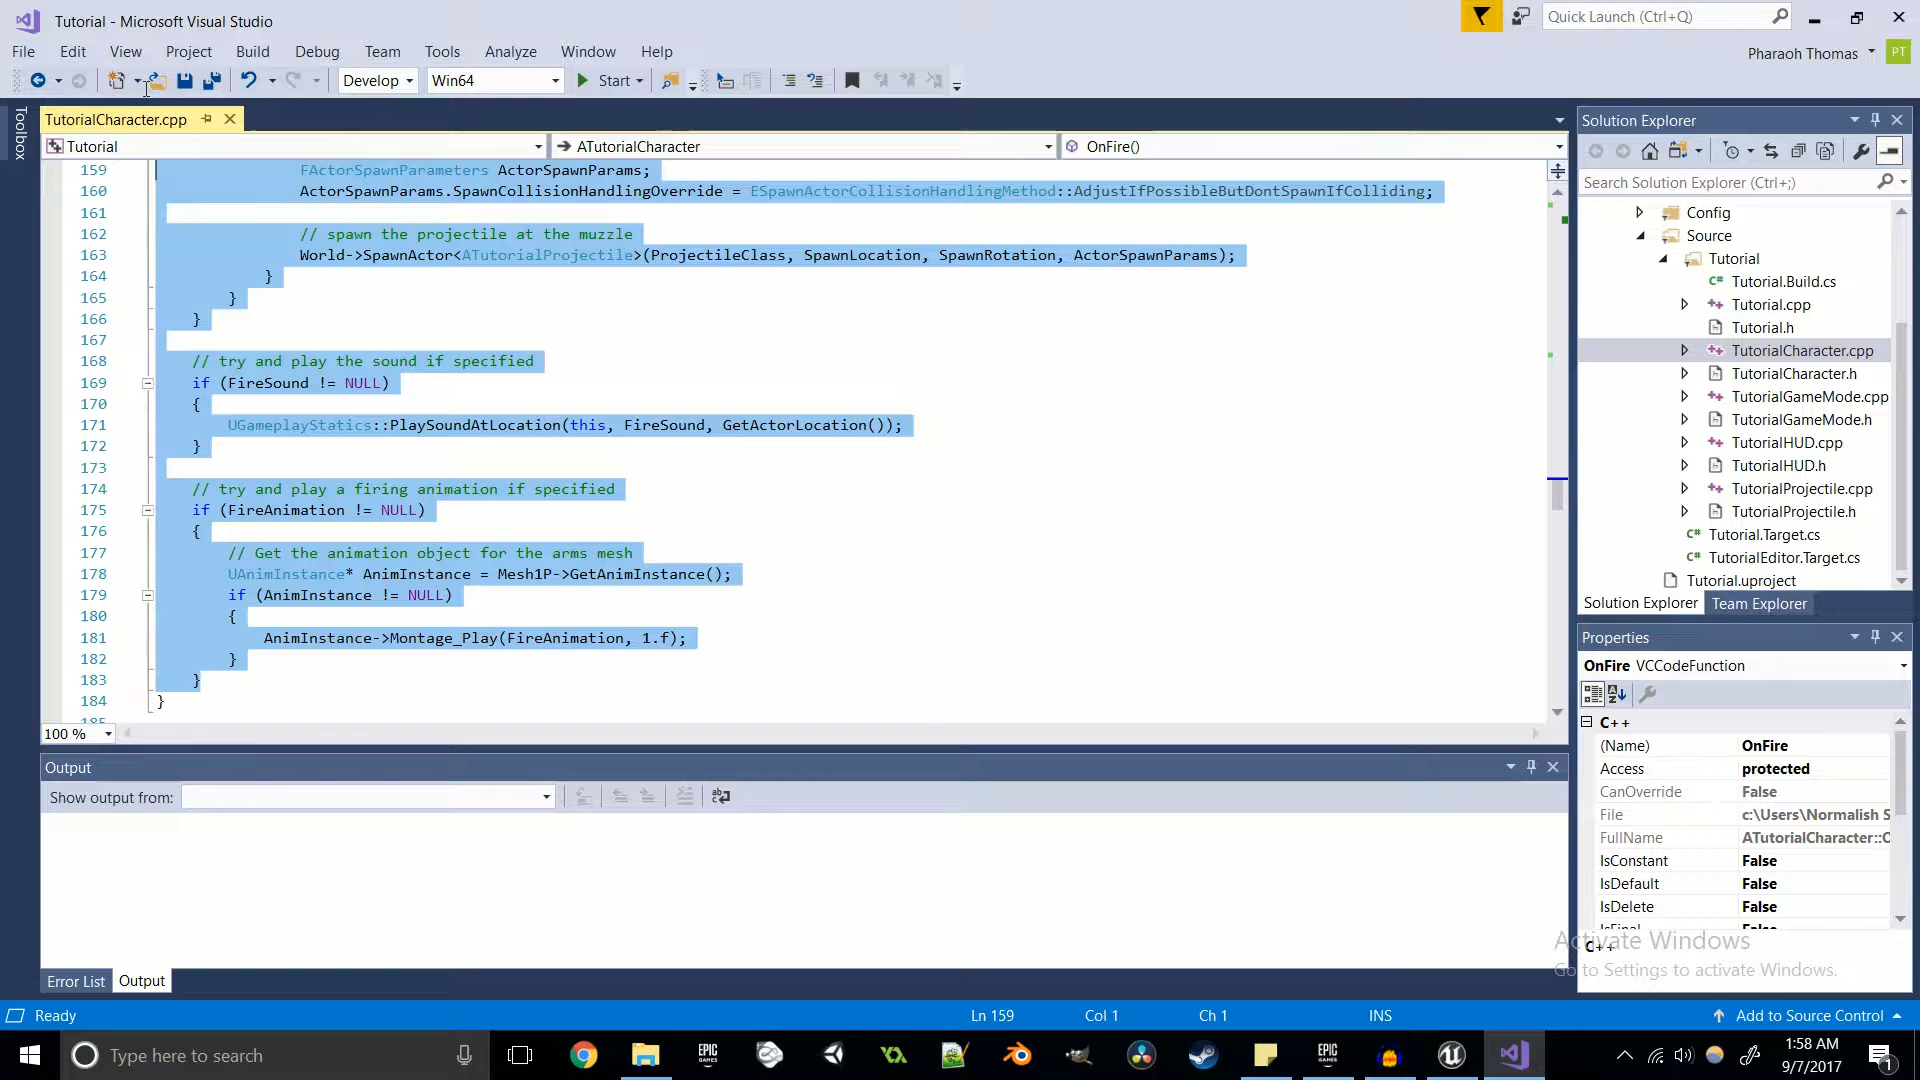 Tutorial - Microsoft Visual Studio
Quick Launch (Ctrl+Q)
File Edit View Project Build Debug Team Tools Analyze Window Help
Pharaoh Thomas PT
Develop Win64 Start
Toolbox
TutorialCharacter.cpp
Tutorial ATutorialCharacter OnFire()
159 FActorSpawnParameters ActorSpawnParams;
160 ActorSpawnParams.SpawnCollisionHandlingOverride = ESpawnActorCollisionHandlingMethod::AdjustIfPossibleButDontSpawnIfColliding;
161
162 // spawn the projectile at the muzzle
163 World->SpawnActor<ATutorialProjectile>(ProjectileClass, SpawnLocation, SpawnRotation, ActorSpawnParams);
164 }
165 }
166 }
167
168 // try and play the sound if specified
169 if (FireSound != NULL)
170 {
171 UGameplayStatics::PlaySoundAtLocation(this, FireSound, GetActorLocation());
172 }
173
174 // try and play a firing animation if specified
175 if (FireAnimation != NULL)
176 {
177 // Get the animation object for the arms mesh
178 UAnimInstance* AnimInstance = Mesh1P->GetAnimInstance();
179 if (AnimInstance != NULL)
180 {
181 AnimInstance->Montage_Play(FireAnimation, 1.f);
182 }
183 }
184 }
185
100 %
Output
Show output from:
Error List Output
Solution Explorer
Search Solution Explorer (Ctrl+;)
Config
Source
Tutorial
Tutorial.Build.cs
Tutorial.cpp
Tutorial.h
TutorialCharacter.cpp
TutorialCharacter.h
TutorialGameMode.cpp
TutorialGameMode.h
TutorialHUD.cpp
TutorialHUD.h
TutorialProjectile.cpp
TutorialProjectile.h
Tutorial.Target.cs
TutorialEditor.Target.cs
Tutorial.uproject
Solution Explorer Team Explorer
Properties
OnFire VCCodeFunction
C++
(Name) OnFire
Access protected
CanOverride False
File c:\Users\Normalish S
FullName ATutorialCharacter::O
IsConstant False
IsDefault False
IsDelete False
IsFinal False
C++
Activate Windows
Go to Settings to activate Windows.
Ready Ln 159 Col 1 Ch 1 INS Add to Source Control
Type here to search
EPIC GAMES
EPIC GAMES
1:58 AM
9/7/2017
1